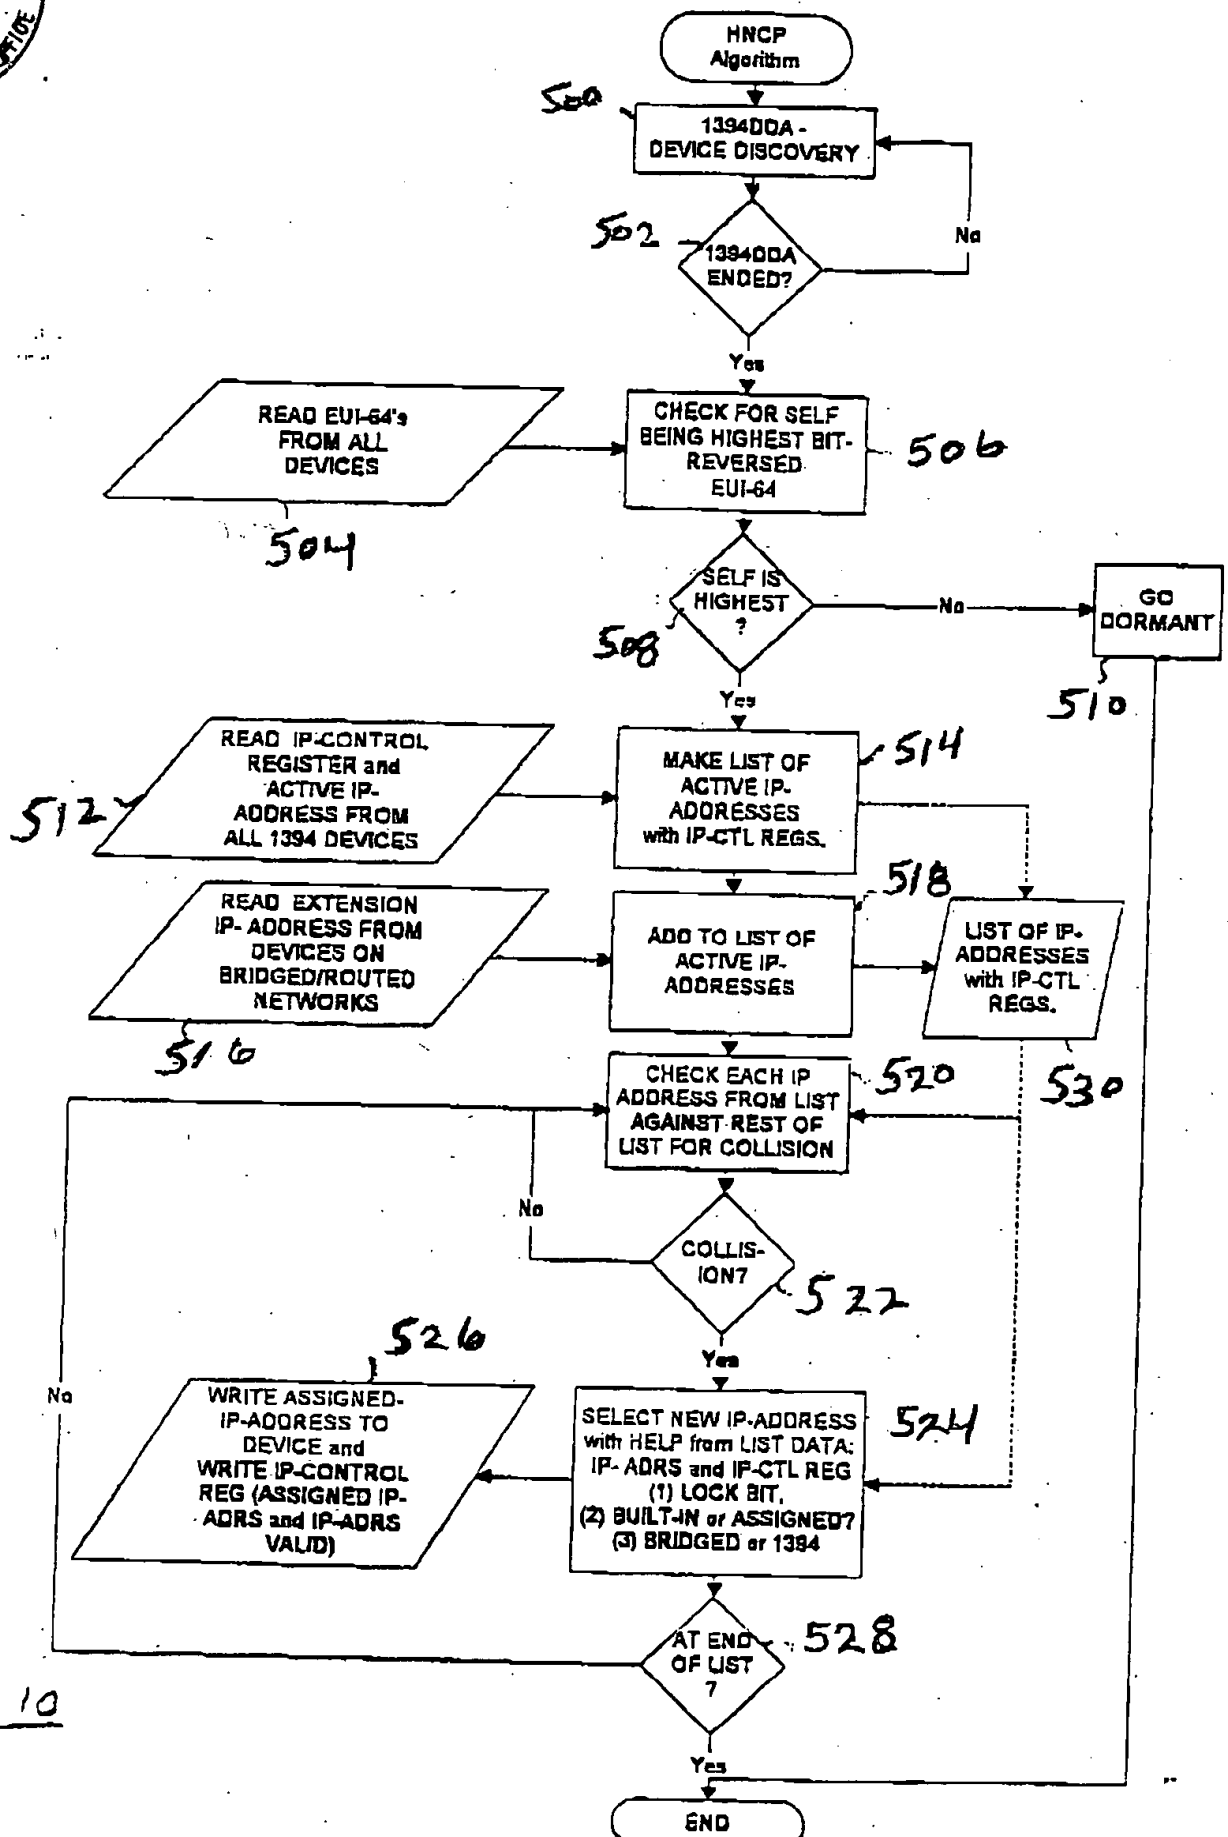 HNCP
Algorithm
500
1394DDA -
DEVICE DISCOVERY
No
502
1394DDA
ENDED?
Yes
READ EUI-64's
FROM ALL
DEVICES
504
CHECK FOR SELF
BEING HIGHEST BIT-
REVERSED
EUI-64
506
SELF IS
HIGHEST
?
508
No
GO
DORMANT
510
Yes
READ IP-CONTROL
REGISTER and
ACTIVE IP-
ADDRESS FROM
ALL 1394 DEVICES
512
MAKE LIST OF
ACTIVE IP-
ADDRESSES
with IP-CTL REGS.
514
READ EXTENSION
IP- ADDRESS FROM
DEVICES ON
BRIDGED/ROUTED
NETWORKS
516
ADD TO LIST OF
ACTIVE IP-
ADDRESSES
518
LIST OF IP-
ADDRESSES
with IP-CTL
REGS.
530
CHECK EACH IP
ADDRESS FROM LIST
AGAINST REST OF
LIST FOR COLLISION
520
No
COLLIS-
ION?
522
Yes
526
No
WRITE ASSIGNED-
IP-ADDRESS TO
DEVICE and
WRITE IP-CONTROL
REG (ASSIGNED IP-
ADRS and IP-ADRS
VALID)
SELECT NEW IP-ADDRESS
with HELP from LIST DATA:
IP- ADRS and IP-CTL REG
(1) LOCK BIT,
(2) BUILT-IN or ASSIGNED?
(3) BRIDGED or 1394
524
AT END
OF LIST
?
528
10
Yes
END